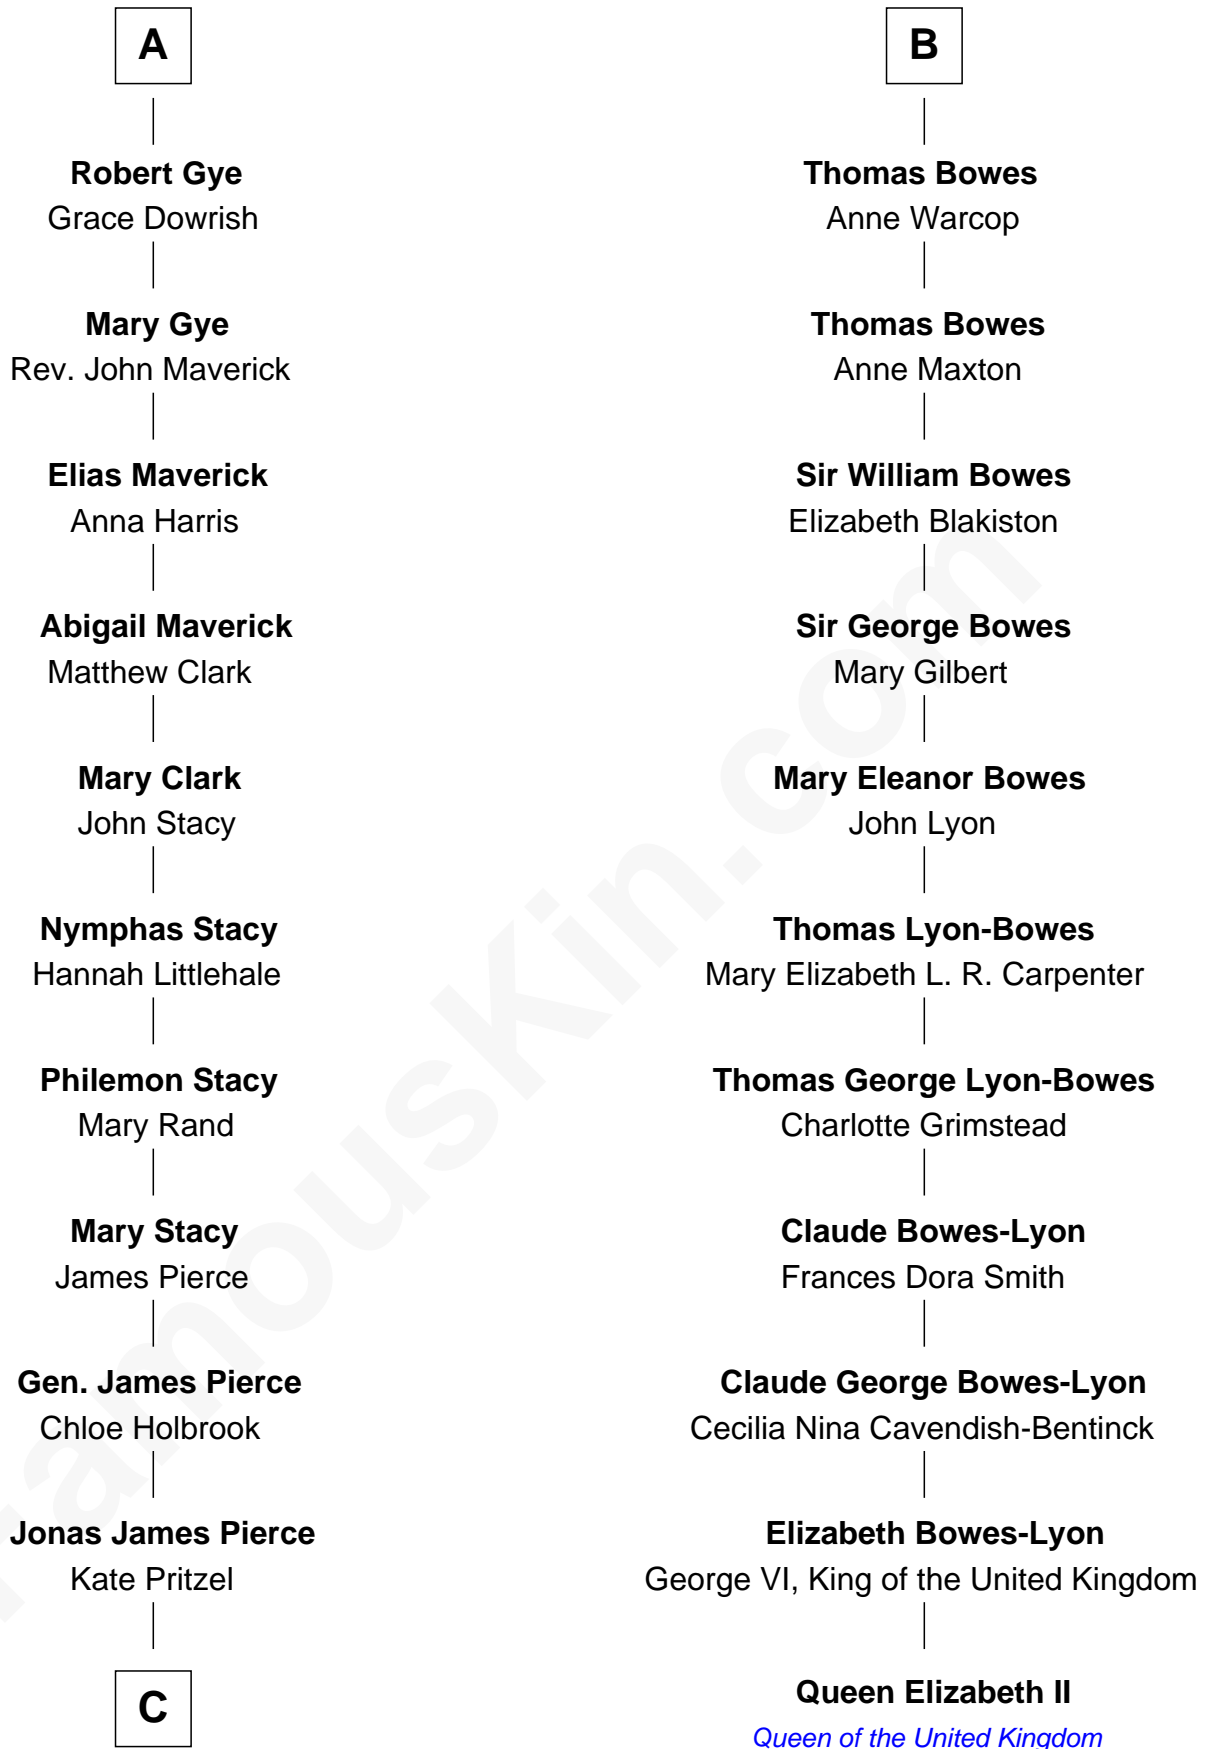 A
Robert Gye
Grace Dowrish
Mary Gye
Rev. John Maverick
Elias Maverick
Anna Harris
Abigail Maverick
Matthew Clark
Mary Clark
John Stacy
Nymphas Stacy
Hannah Littlehale
Philemon Stacy
Mary Rand
Mary Stacy
James Pierce
Gen. James Pierce
Chloe Holbrook
Jonas James Pierce
Kate Pritzel
C
B
Thomas Bowes
Anne Warcop
Thomas Bowes
Anne Maxton
Sir William Bowes
Elizabeth Blakiston
Sir George Bowes
Mary Gilbert
Mary Eleanor Bowes
John Lyon
Thomas Lyon-Bowes
Mary Elizabeth L. R. Carpenter
Thomas George Lyon-Bowes
Charlotte Grimstead
Claude Bowes-Lyon
Frances Dora Smith
Claude George Bowes-Lyon
Cecilia Nina Cavendish-Bentinck
Elizabeth Bowes-Lyon
George VI, King of the United Kingdom
Queen Elizabeth II
Queen of the United Kingdom
FamousKin.com